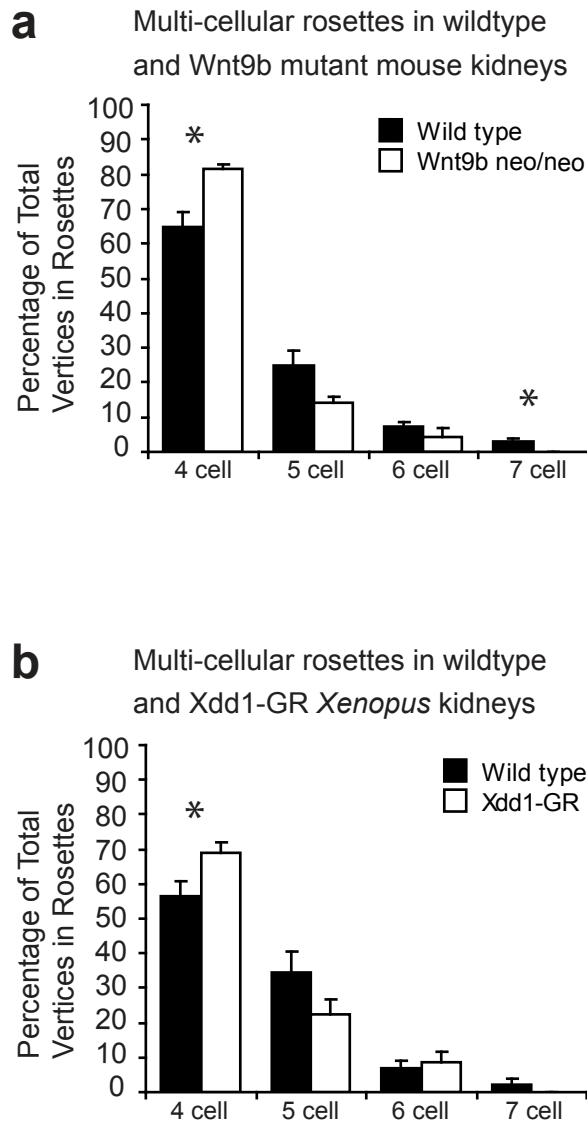 a
Multi-cellular rosettes in wildtype
and Wnt9b mutant mouse kidneys
Percentage of Total
Vertices in Rosettes
100
90
80
70
60
50
40
30
20
10
0
*
*
Wild type
Wnt9b neo/neo
4 cell
5 cell
6 cell
7 cell
b
Multi-cellular rosettes in wildtype
and Xdd1-GR Xenopus kidneys
Percentage of Total
Vertices in Rosettes
100
90
80
70
60
50
40
30
20
10
0
*
Wild type
Xdd1-GR
4 cell
5 cell
6 cell
7 cell